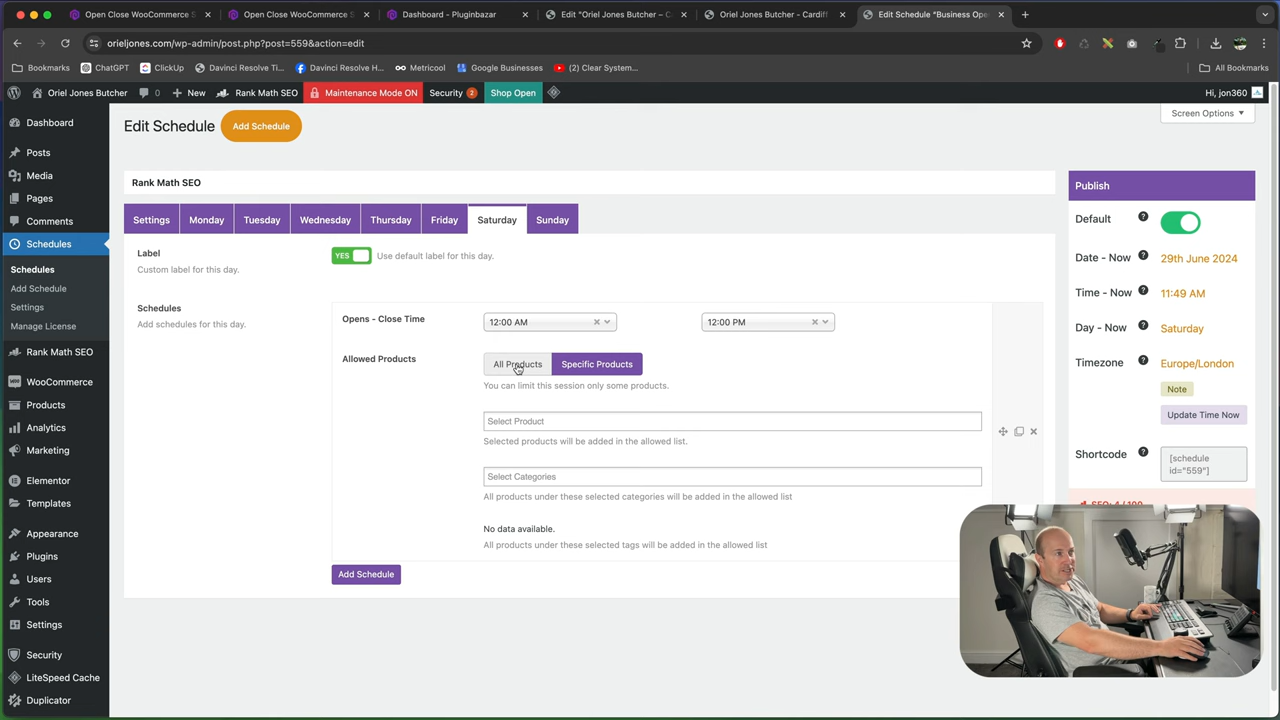 Open Close WooCommerce S
Open Close WooCommerce S
Dashboard - Pluginbazar
Edit "Oriel Jones Butcher – C
Oriel Jones Butcher - Cardiff
Edit Schedule "Business Ope
orieljones.com/wp-admin/post.php?post=559&action=edit
Bookmarks
ChatGPT
ClickUp
Davinci Resolve Ti...
Davinci Resolve H...
Metricool
Google Businesses
(2) Clear System...
All Bookmarks
Oriel Jones Butcher
0
New
Rank Math SEO
Maintenance Mode ON
Security 2
Shop Open
Hi, jon360
Dashboard
Posts
Media
Pages
Comments
Schedules
Schedules
Add Schedule
Settings
Manage License
Rank Math SEO
WooCommerce
Products
Analytics
Marketing
Elementor
Templates
Appearance
Plugins
Users
Tools
Settings
Security
LiteSpeed Cache
Duplicator
Edit Schedule
Add Schedule
Screen Options
Rank Math SEO
Settings
Monday
Tuesday
Wednesday
Thursday
Friday
Saturday
Sunday
Label
Custom label for this day.
YES
Use default label for this day.
Schedules
Add schedules for this day.
Opens - Close Time
12:00 AM
12:00 PM
Allowed Products
All Products
Specific Products
You can limit this session only some products.
Select Product
Selected products will be added in the allowed list.
Select Categories
All products under these selected categories will be added in the allowed list
No data available.
All products under these selected tags will be added in the allowed list
Add Schedule
Publish
Default
Date - Now
29th June 2024
Time - Now
11:49 AM
Day - Now
Saturday
Timezone
Europe/London
Note
Update Time Now
Shortcode
[schedule
id="559"]
SEO: 4 / 100